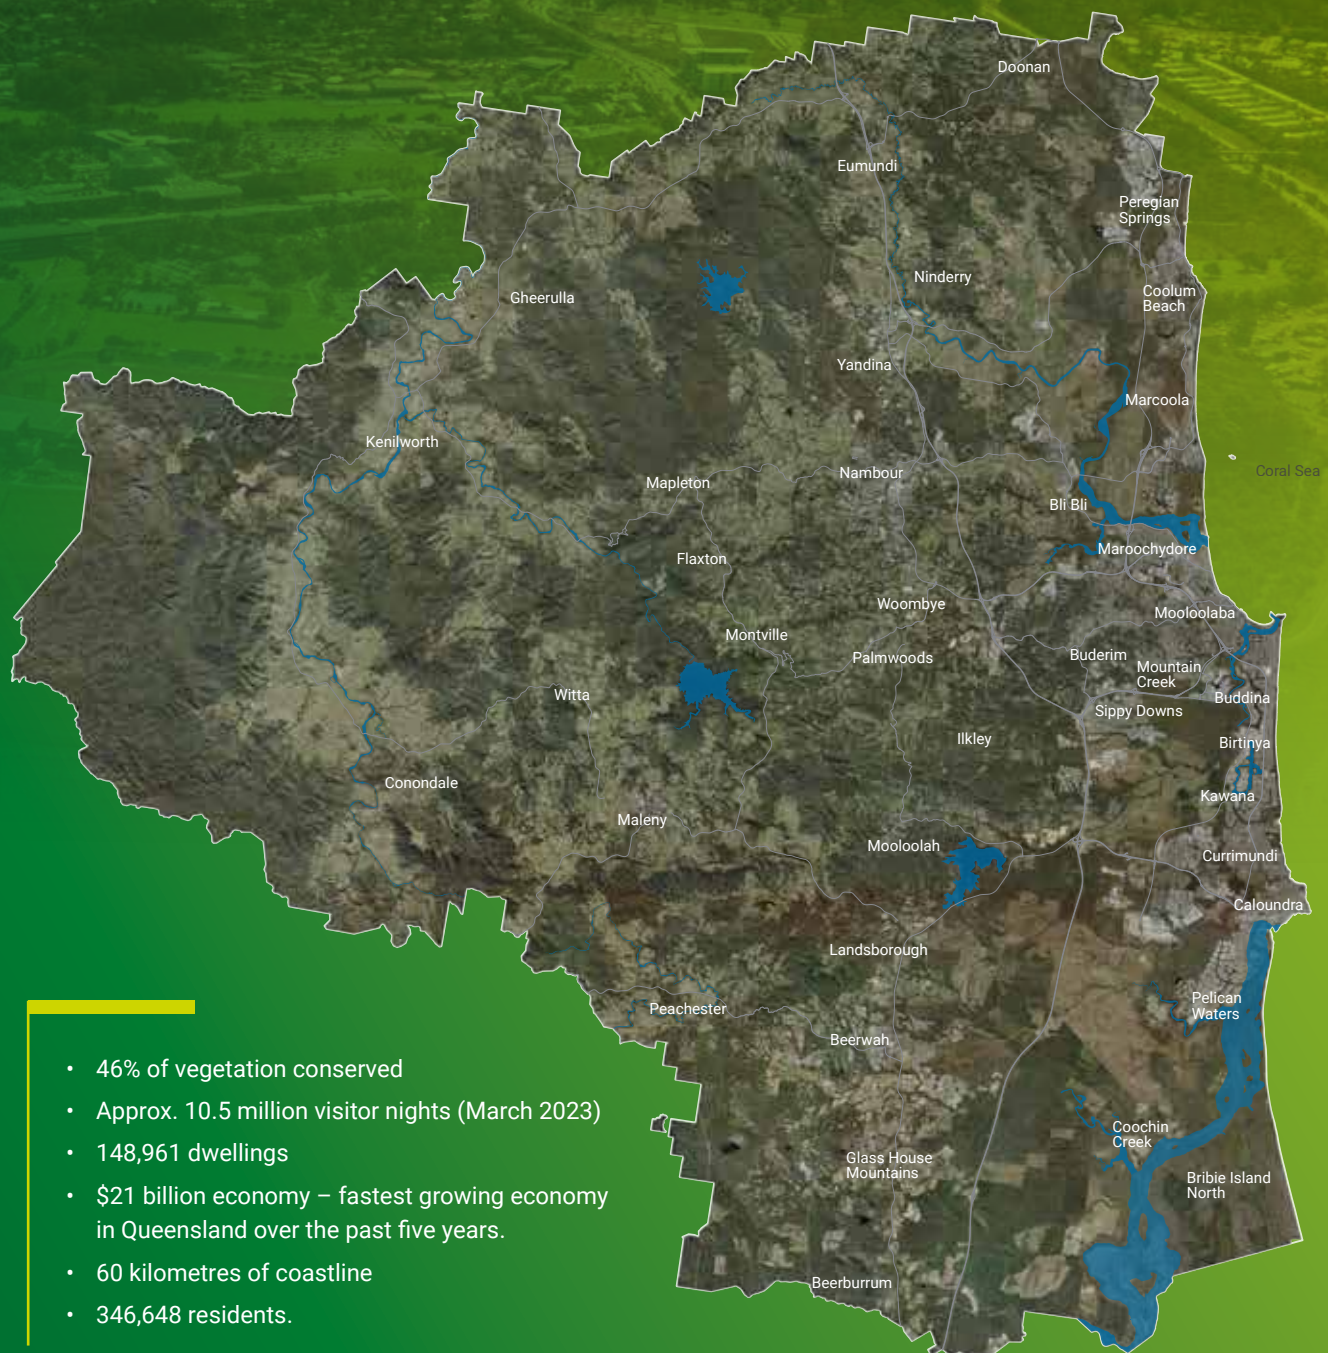 Doonan
Eumundi
Peregian
Springs
Ninderry
Gheerulla
Coolum
Beach
Yandina
Marcoola
Kenilworth
Coral Sea
Nambour
Mapleton
Bli Bli
Maroochydore
Flaxton
Woombye
Mooloolaba
Montville
Buderim
Palmwoods
Mountain
Creek
Witta
Buddina
Sippy Downs
Ilkley
Birtinya
Conondale
Kawana
Maleny
Mooloolah
Currimundi
Caloundra
Landsborough
Pelican
Waters
Peachester
Beerwah
Coochin
Creek
Glass House
Mountains
Bribie Island
North
Beerburrum
• 46% of vegetation conserved
• Approx. 10.5 million visitor nights (March 2023)
• 148,961 dwellings
• $21 billion economy – fastest growing economy
in Queensland over the past five years.
• 60 kilometres of coastline
• 346,648 residents.